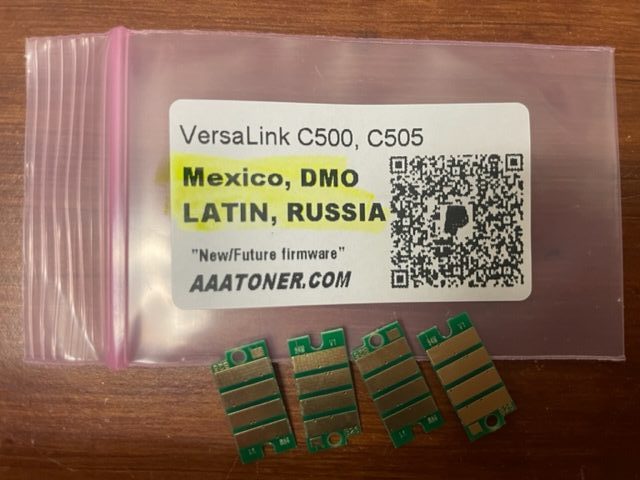 VersaLink C500, C505
Mexico, DMO
LATIN, RUSSIA
"New/Future firmware"
AAATONER.COM